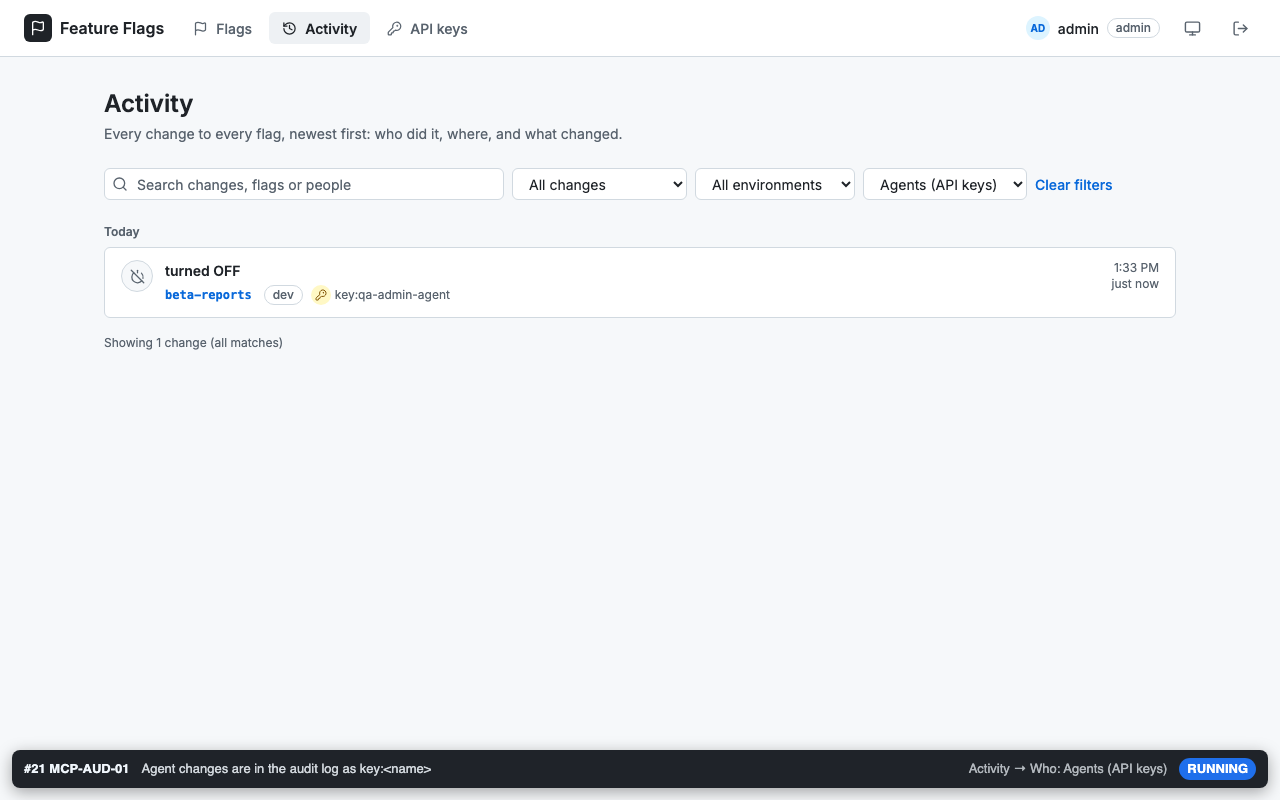 Feature Flags Flags Activity API keys AD admin admin
Activity
Every change to every flag, newest first: who did it, where, and what changed.
Search changes, flags or people All changes All environments Agents (API keys) Clear filters
Today
turned OFF 1:33 PM
beta-reports dev key:qa-admin-agent just now
Showing 1 change (all matches)
#21 MCP-AUD-01 Agent changes are in the audit log as key:<name> Activity → Who: Agents (API keys) RUNNING